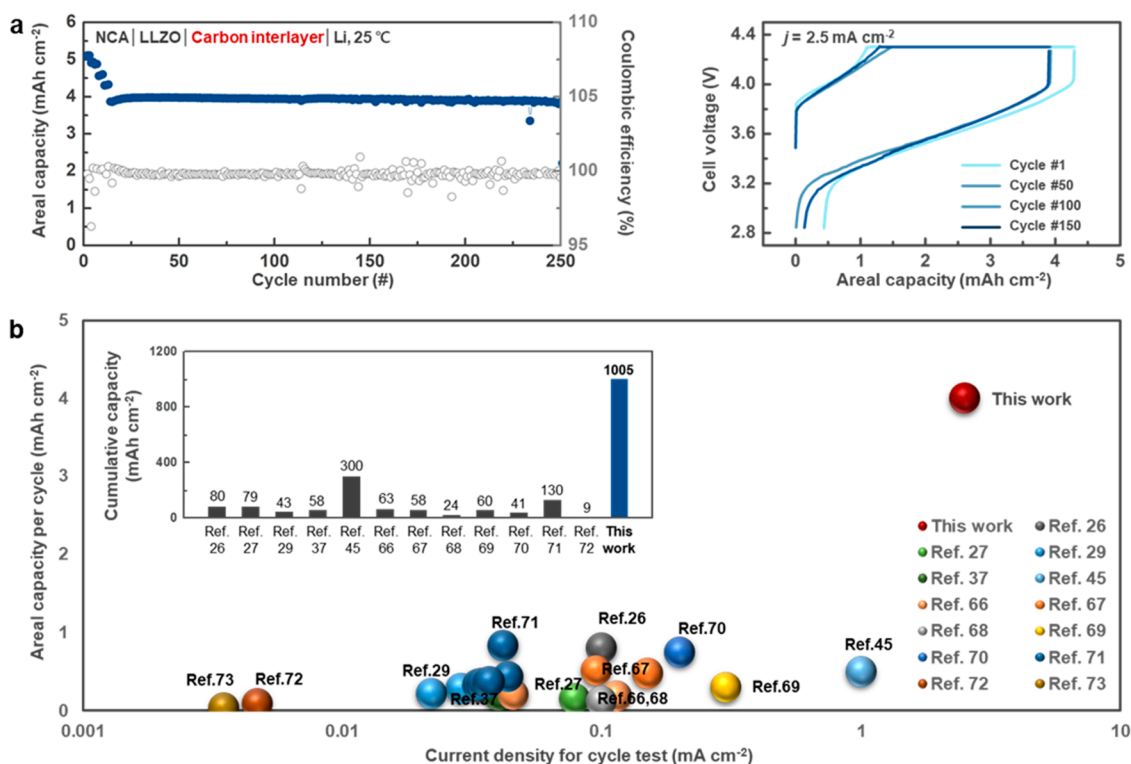 a
NCA│LLZO│Carbon interlayer│Li, 25 ℃
Areal capacity (mAh cm-2)
6
5
4
3
2
1
0
0
50
100
150
200
250
Cycle number (#)
110
105
100
95
Coulombic efficiency (%)
j = 2.5 mA cm-2
Cell voltage (V)
4.4
4.0
3.6
3.2
2.8
0
1
2
3
4
5
Areal capacity (mAh cm-2)
Cycle #1
Cycle #50
Cycle #100
Cycle #150
b
Areal capacity per cycle (mAh cm-2)
5
4
3
2
1
0
0.001
0.01
0.1
1
10
Current density for cycle test (mA cm-2)
Cumulative capacity
(mAh cm-2)
1200
800
400
0
80
79
43
58
300
63
58
24
60
41
130
9
1005
Ref. 26
Ref. 27
Ref. 29
Ref. 37
Ref. 45
Ref. 66
Ref. 67
Ref. 68
Ref. 69
Ref. 70
Ref. 71
Ref. 72
This work
This work
Ref.73
Ref.72
Ref.29
Ref.37
Ref.71
Ref.27
Ref.26
Ref.67
Ref.66,68
Ref.70
Ref.69
Ref.45
This work
Ref. 26
Ref. 27
Ref. 29
Ref. 37
Ref. 45
Ref. 66
Ref. 67
Ref. 68
Ref. 69
Ref. 70
Ref. 71
Ref. 72
Ref. 73